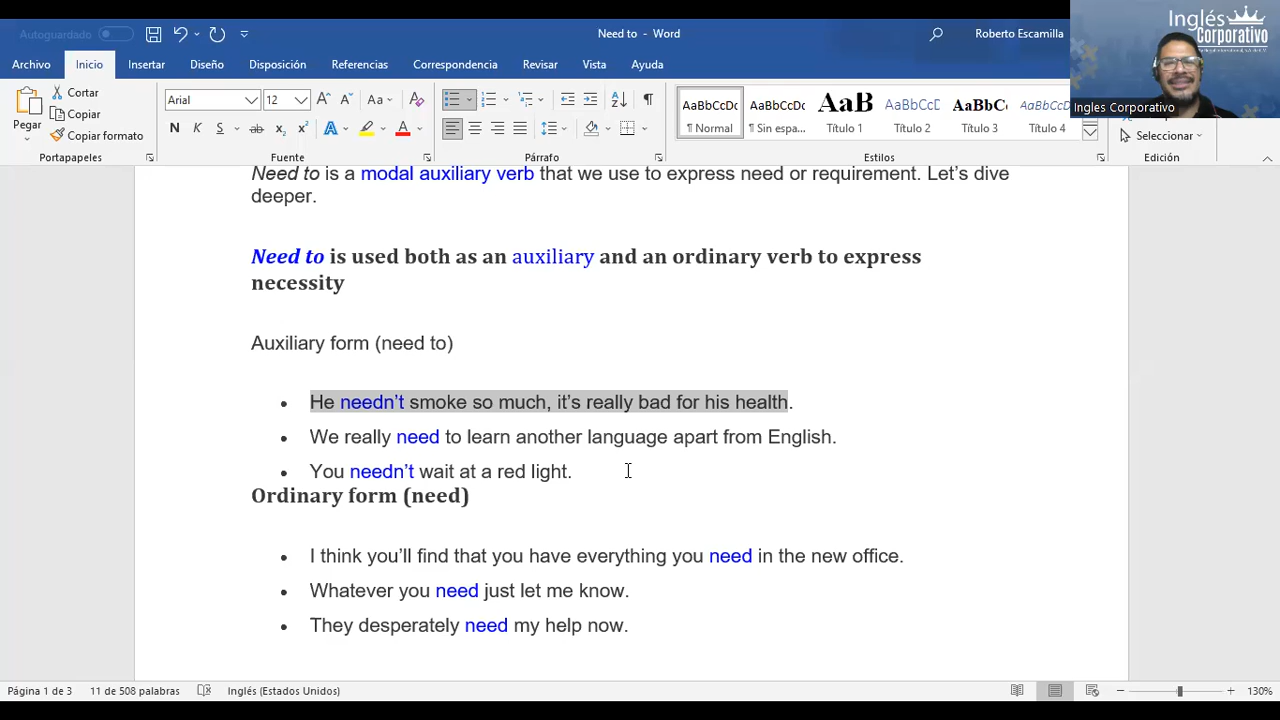 Autoguardado
Need to - Word
Roberto Escamilla
Inglés
Corporativo
Ingles Corporativo
Archivo Inicio Insertar Diseño Disposición Referencias Correspondencia Revisar Vista Ayuda
Pegar
Cortar
Copiar
Copiar formato
Portapapeles
Arial 12
Aa
N K S ab x₂ x² A A
Fuente
Párrafo
AaBbCcDc AaBbCcDc AaB AaBbCcD AaBbC AaBbCcD
¶ Normal ¶ Sin espa... Título 1 Título 2 Título 3 Título 4
Estilos
Seleccionar
Edición
Need to is a modal auxiliary verb that we use to express need or requirement. Let's dive
deeper.
Need to is used both as an auxiliary and an ordinary verb to express
necessity
Auxiliary form (need to)
• He needn't smoke so much, it's really bad for his health.
• We really need to learn another language apart from English.
• You needn't wait at a red light.
Ordinary form (need)
• I think you'll find that you have everything you need in the new office.
• Whatever you need just let me know.
• They desperately need my help now.
Página 1 de 3 11 de 508 palabras Inglés (Estados Unidos) 130%